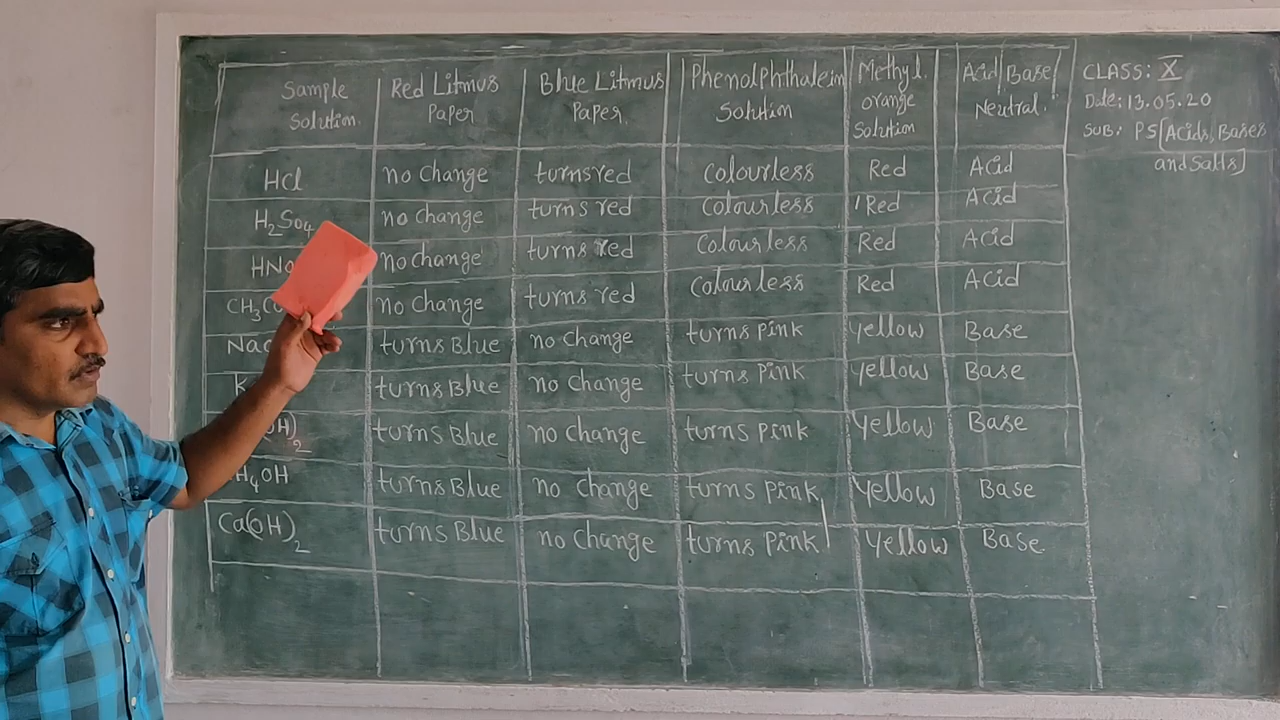 Sample Solution. Red Litmus Paper Blue Litmus Paper. Phenolphthaleim Solution Methyl. orange Solution Acid/Base/ Neutral.
HCl no Change turns red Colourless Red Acid
H2So4 no Change turns red Colourless Red Acid
no Change turns red Colourless Red Acid
no Change turns red Colourless Red Acid
turns Blue no Change turns Pink Yellow Base
turns Blue no Change turns Pink Yellow Base
turns Blue no Change turns Pink Yellow Base
H4OH turns Blue no Change turns Pink Yellow Base
Ca(OH)2 turns Blue no Change turns Pink Yellow Base
CLASS: X
Date: 13.05.20
SUB: PS[Acids, Bases
and Salts]